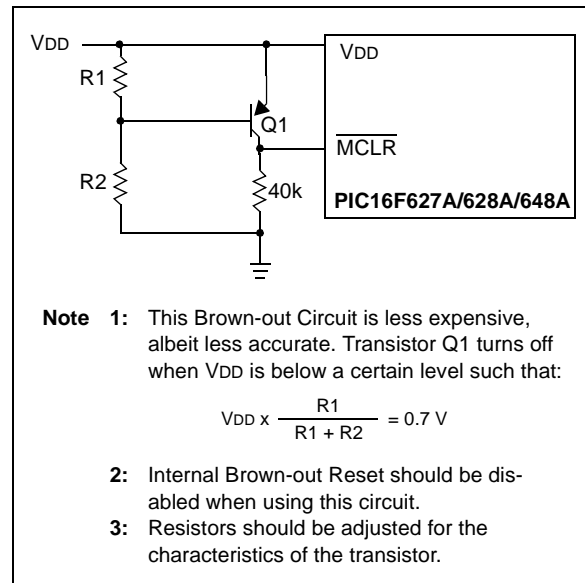 VDD
VDD
R1
Q1
MCLR
R2
40k
PIC16F627A/628A/648A
Note 1: This Brown-out Circuit is less expensive,
albeit less accurate. Transistor Q1 turns off
when VDD is below a certain level such that:
VDD x R1 / R1 + R2 = 0.7 V
2: Internal Brown-out Reset should be dis-
abled when using this circuit.
3: Resistors should be adjusted for the
characteristics of the transistor.